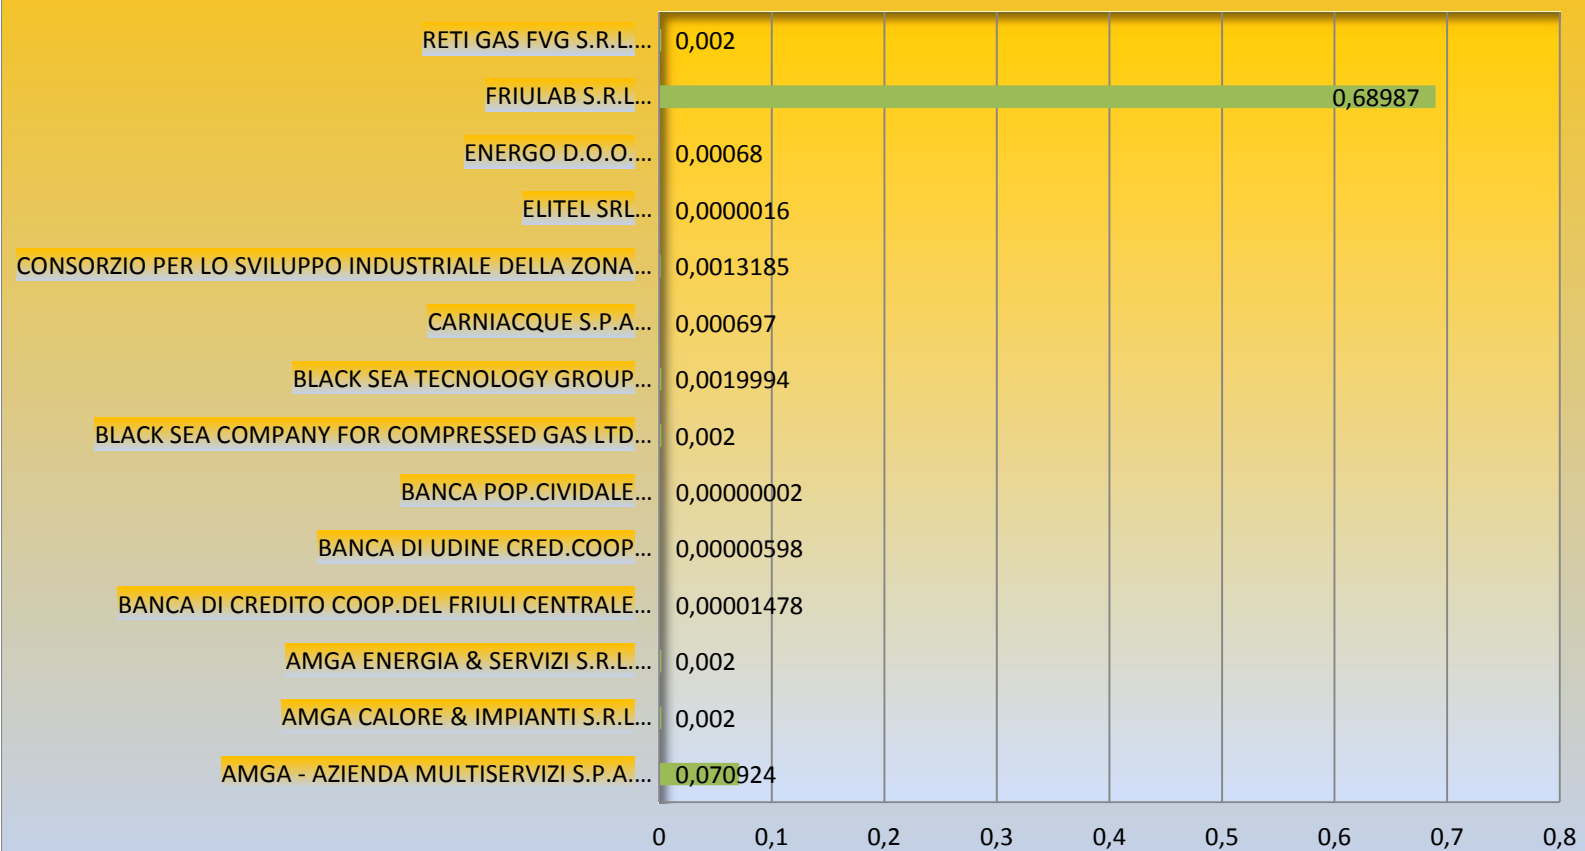 RETI GAS FVG S.R.L.... 0,002
FRIULAB S.R.L... 0,68987
ENERGO D.O.O.... 0,00068
ELITEL SRL... 0,0000016
CONSORZIO PER LO SVILUPPO INDUSTRIALE DELLA ZONA... 0,0013185
CARNIACQUE S.P.A... 0,000697
BLACK SEA TECNOLOGY GROUP... 0,0019994
BLACK SEA COMPANY FOR COMPRESSED GAS LTD... 0,002
BANCA POP.CIVIDALE... 0,00000002
BANCA DI UDINE CRED.COOP... 0,00000598
BANCA DI CREDITO COOP.DEL FRIULI CENTRALE... 0,00001478
AMGA ENERGIA & SERVIZI S.R.L.... 0,002
AMGA CALORE & IMPIANTI S.R.L... 0,002
AMGA - AZIENDA MULTISERVIZI S.P.A.... 0,070924
0 0,1 0,2 0,3 0,4 0,5 0,6 0,7 0,8